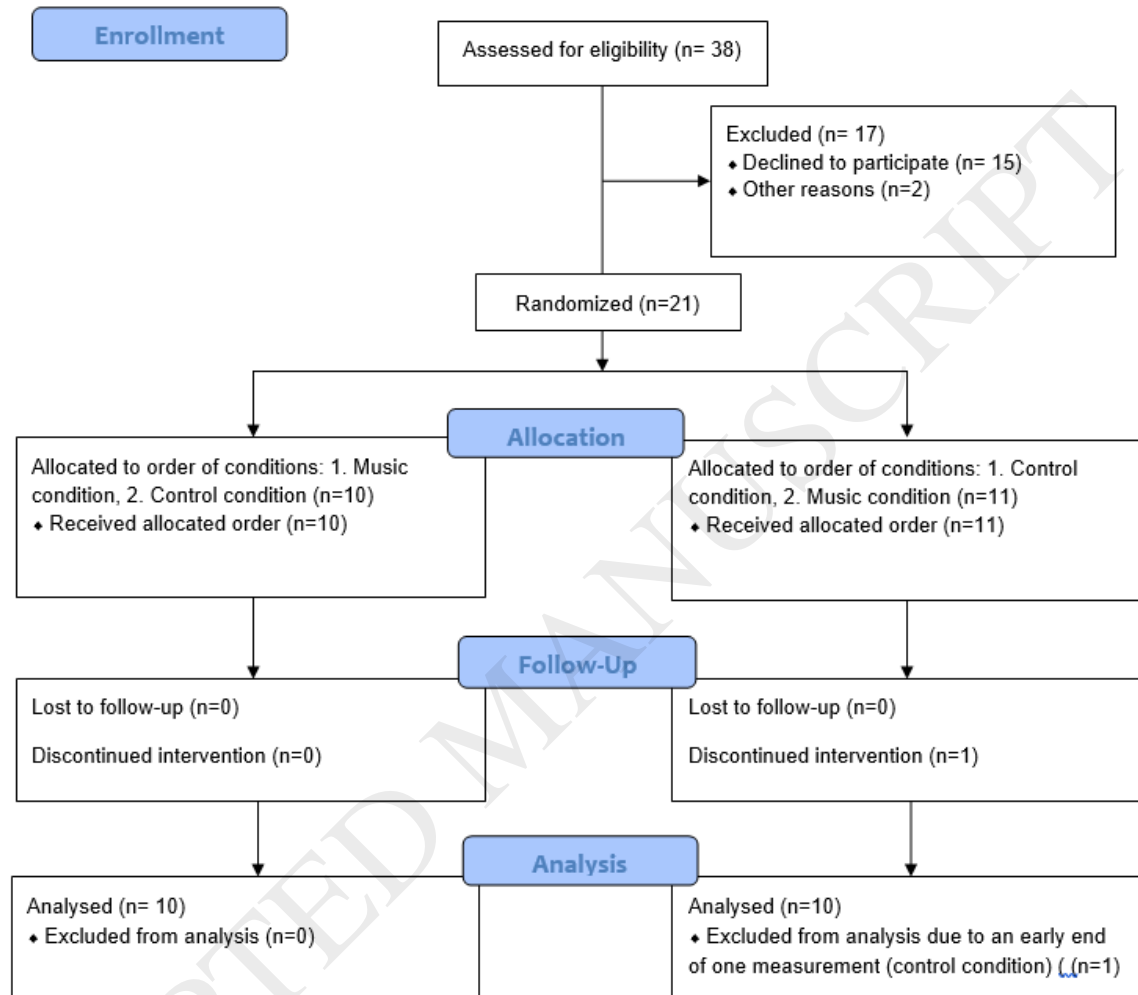 Enrollment
Assessed for eligibility (n= 38)
Excluded (n= 17)
⬥ Declined to participate (n= 15)
⬥ Other reasons (n=2)
Randomized (n=21)
Allocation
Allocated to order of conditions: 1. Music
condition, 2. Control condition (n=10)
⬥ Received allocated order (n=10)
Allocated to order of conditions: 1. Control
condition, 2. Music condition (n=11)
⬥ Received allocated order (n=11)
Follow-Up
Lost to follow-up (n=0)
Discontinued intervention (n=0)
Lost to follow-up (n=0)
Discontinued intervention (n=1)
Analysis
Analysed (n= 10)
⬥ Excluded from analysis (n=0)
Analysed (n=10)
⬥ Excluded from analysis due to an early end
of one measurement (control condition) ( (n=1)
TED MANUSCRIPT